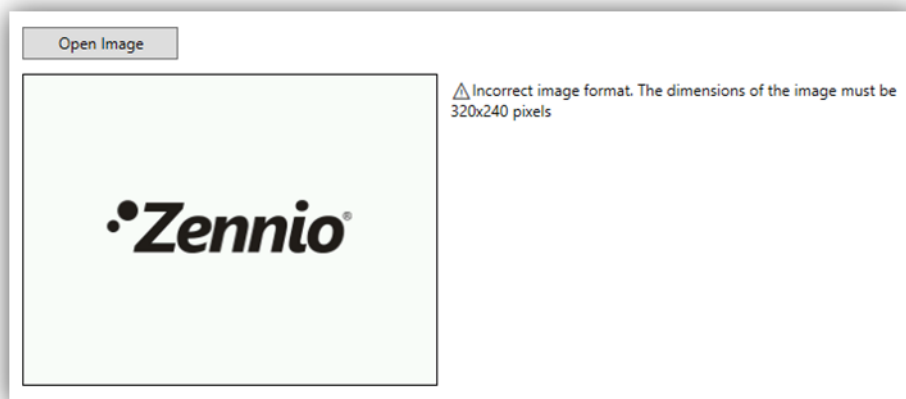 Open Image
⚠Incorrect image format. The dimensions of the image must be
320x240 pixels
Zennio®